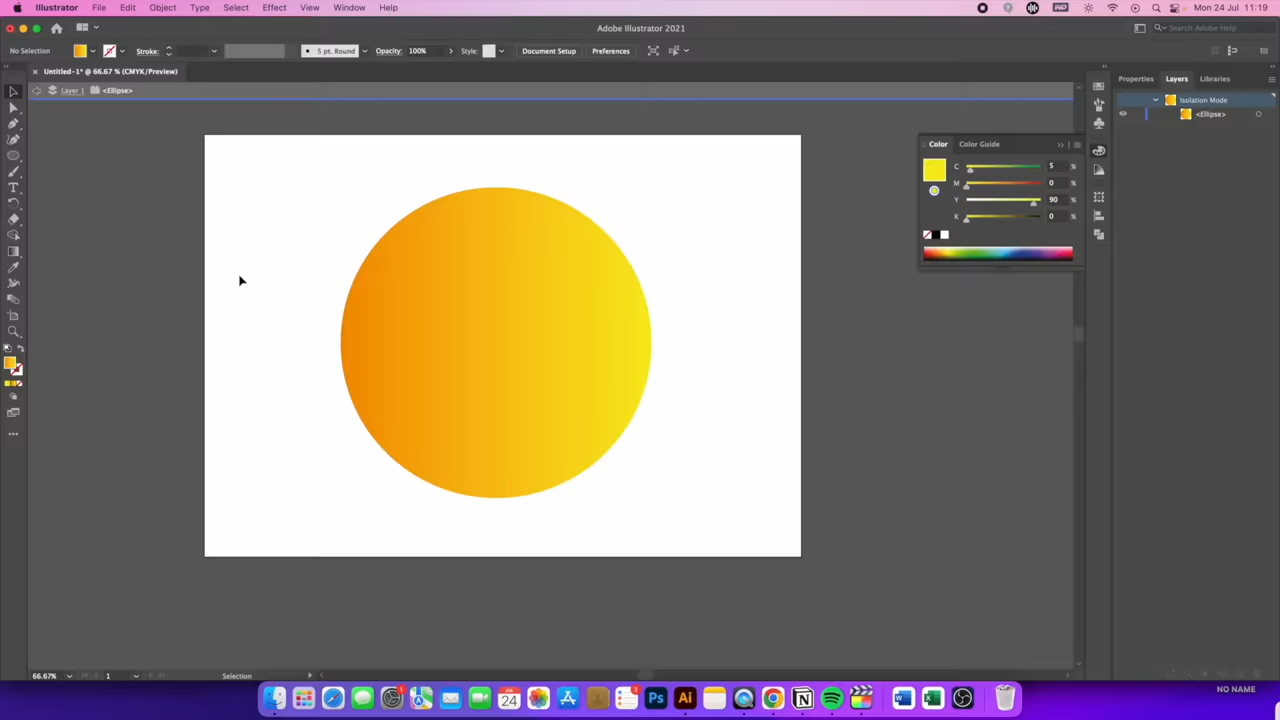 Illustrator File Edit Object Type Select Effect View Window Help Mon 24 Jul 11:19
Adobe Illustrator 2021 Search Adobe Help
No Selection Stroke: 5 pt. Round Opacity: 100% Style: Document Setup Preferences
× Untitled-1* @ 66.67 % (CMYK/Preview)
Layer 1 <Ellipse>
Properties Layers Libraries
Isolation Mode
<Ellipse>
Color Color Guide
C 5 %
M 0 %
Y 90 %
K 0 %
66.67% 1 Selection
NO NAME
JUL
24